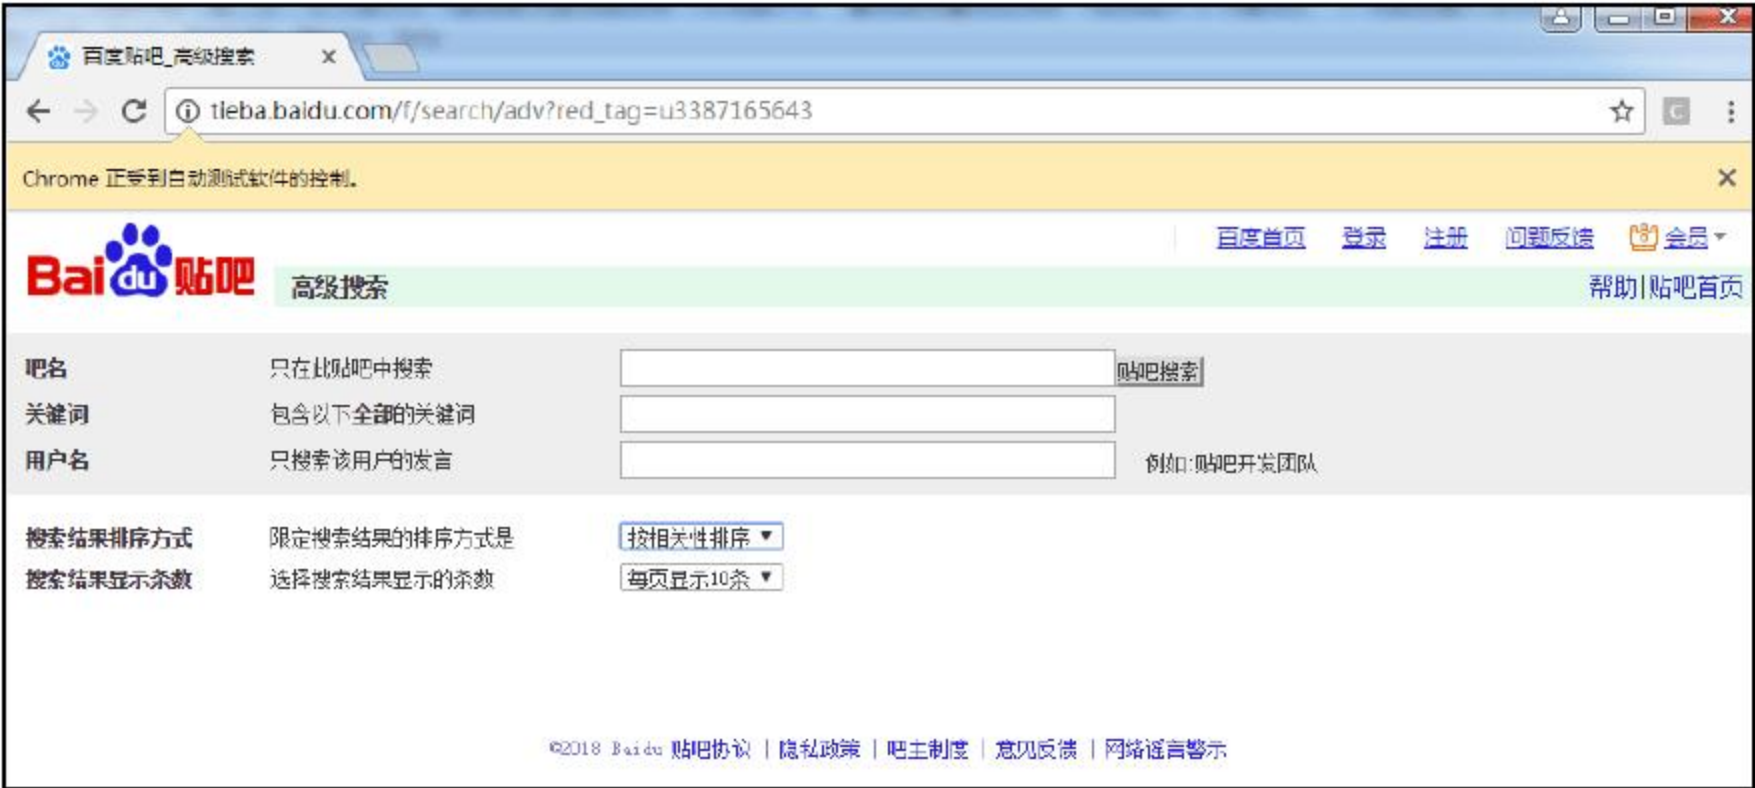 百度贴吧_高级搜索
tieba.baidu.com/f/search/adv?red_tag=u3387165643
Chrome 正受到自动测试软件的控制。
百度首页 登录 注册 问题反馈 会员
Bai du 贴吧 高级搜索 帮助|贴吧首页
吧名 只在此贴吧中搜索 贴吧搜索
关键词 包含以下全部的关键词
用户名 只搜索该用户的发言 例如:贴吧开发团队
搜索结果排序方式 限定搜索结果的排序方式是 按相关性排序
搜索结果显示条数 选择搜索结果显示的条数 每页显示10条
©2018 Baidu 贴吧协议 | 隐私政策 | 吧主制度 | 意见反馈 | 网络谣言警示